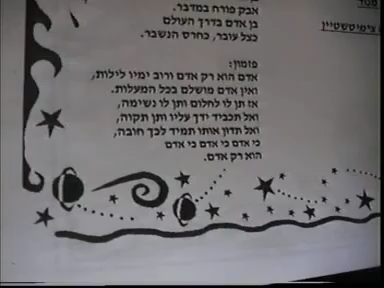 אבק פורח במדבר.
בן אדם בדרך העולם
כצל עובר, כחרס הנשבר.
פזמון:
אדם הוא רק אדם ורוב ימיו לילות,
ואין אדם מושלם בכל המעלות.
אז תן לו לחלום ותן לו נשימה,
ואל תכביד ידך עליו ותן תקוה,
ואל תדון אותו תמיד לכף חובה,
כי אדם כי אדם כי אדם
הוא רק אדם.